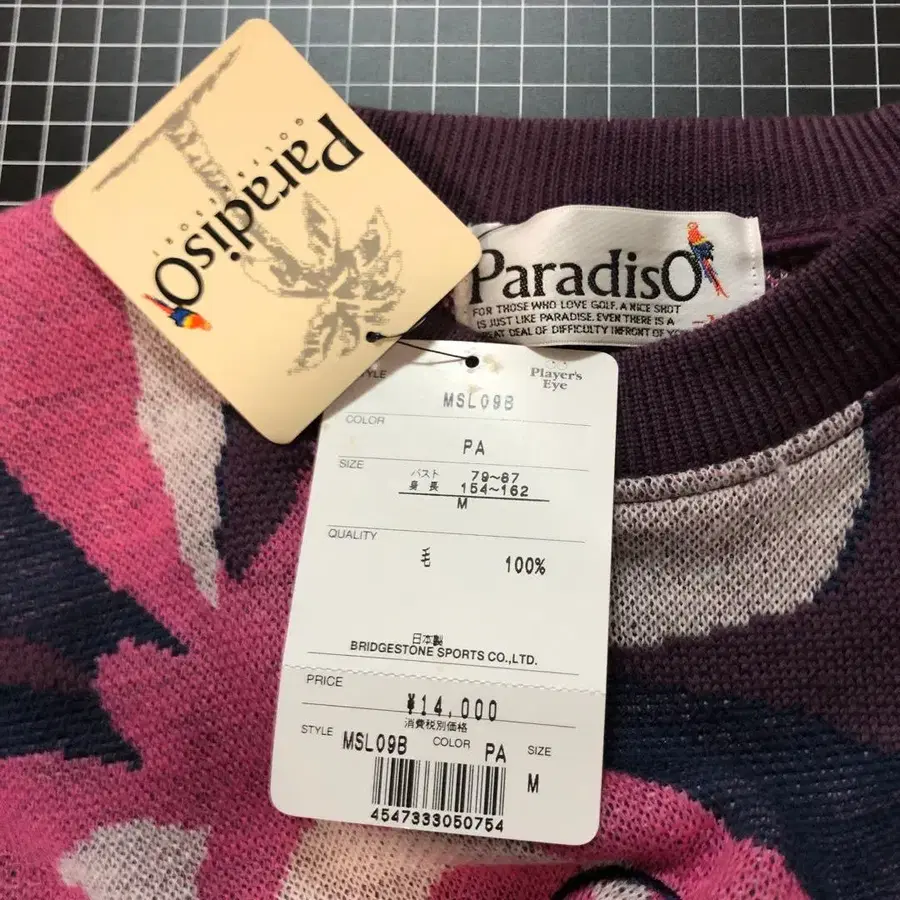 Paradiso
GOLF
Paradiso
FOR THOSE WHO LOVE GOLF. A NICE SHOT
IS JUST LIKE PARADISE. EVEN THERE IS A
DEAL OF DIFFICULTY INFRONT OF
Player's
Eye
STYLE
MSL09B
COLOR
PA
SIZE
バスト 79~87
身長 154~162
M
QUALITY
毛 100%
日本製
BRIDGESTONE SPORTS CO.,LTD.
PRICE
¥14,000
消費税別価格
STYLE MSL09B COLOR PA SIZE M
4547333050754